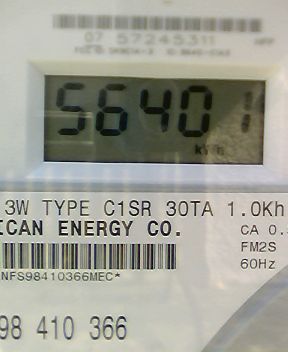 07 57245311
56401
3W TYPE C1SR 30TA 1.0Kh
ICAN ENERGY CO.
CA 0.
FM2S
60Hz
NFS98410366MEC*
98 410 366